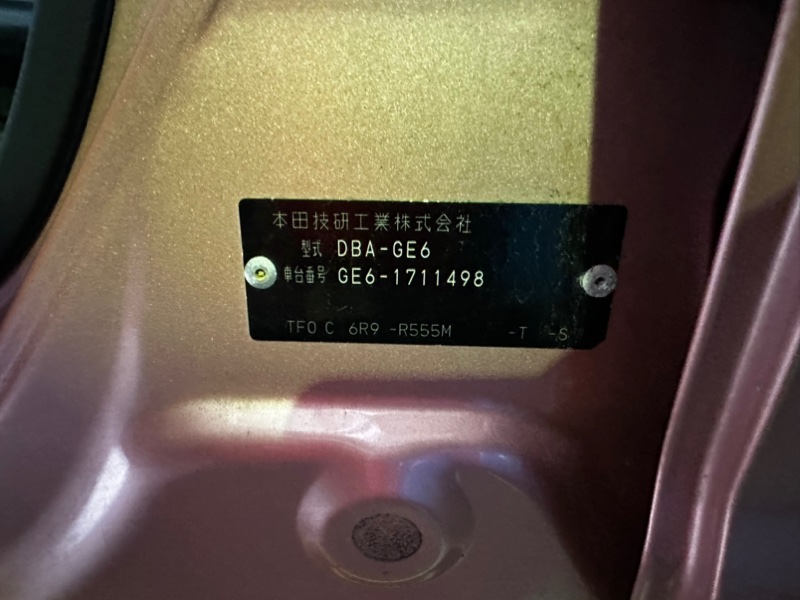 本田技研工業株式会社
型式 DBA-GE6
車台番号 GE6-1711498
TF0 C 6R9 -R555M -T -S